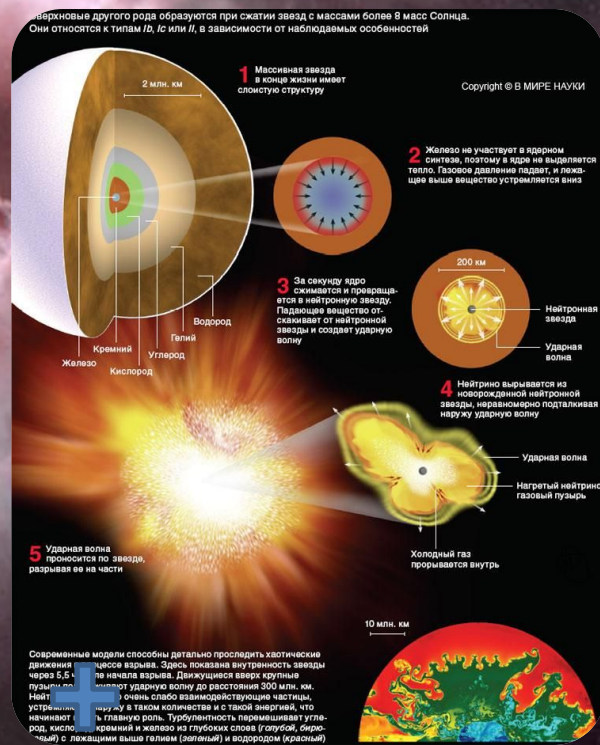 верхновые другого рода образуются при сжатии звезд с массами более 8 масс Солнца.
Они относятся к типам Ib, Ic или II, в зависимости от наблюдаемых особенностей
1 Массивная звезда
в конце жизни имеет
слоистую структуру
2 млн. км
Copyright © В МИРЕ НАУКИ
2 Железо не участвует в ядерном
синтезе, поэтому в ядре не выделяется
тепло. Газовое давление падает, и лежа-
щее выше вещество устремляется вниз
3 За секунду ядро
сжимается и превраща-
ется в нейтронную звезду.
Падающее вещество от-
скакивает от нейтронной
звезды и создает ударную
волну
200 км
Нейтронная
звезда
Ударная
волна
Водород
Гелий
Углерод
Кремний
Кислород
Железо
4 Нейтрино вырывается из
новорожденной нейтронной
звезды, неравномерно подталкивая
наружу ударную волну
Ударная волна
Нагретый нейтрино
газовый пузырь
Холодный газ
прорывается внутрь
5 Ударная волна
проносится по звезде,
разрывая ее на части
10 млн. км
Современные модели способны детально проследить хаотические
движения процессе взрыва. Здесь показана внутренность звезды
через 5,5 после начала взрыва. Движущиеся вверх крупные
пузыри ударную волну до расстояния 300 млн. км.
очень слабо взаимодействующие частицы,
наружу в таком количестве и с такой энергией, что
начинают главную роль. Турбулентность перемешивает угле-
род, кремний и железо из глубоких слоев (голубой, бирю-
зовый) с лежащими выше гелием (зеленый) и водородом (красный)